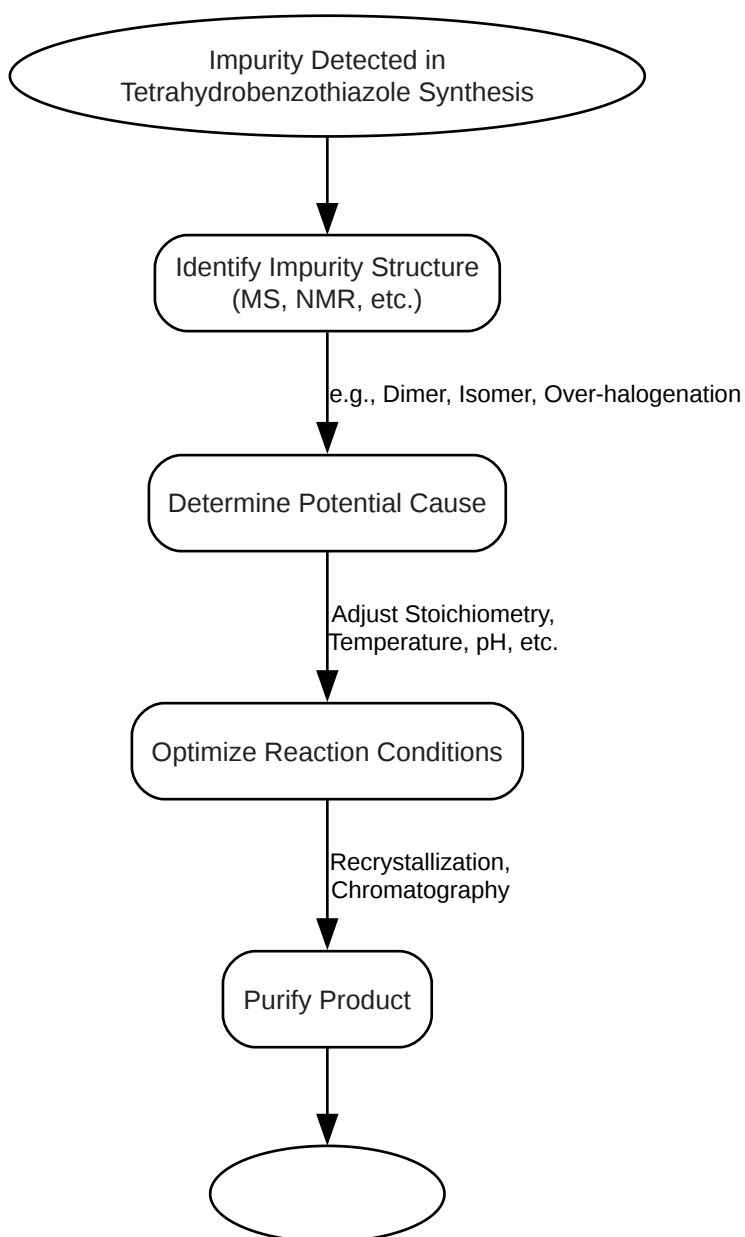 Impurity Detected in
Tetrahydrobenzothiazole Synthesis
Identify Impurity Structure
(MS, NMR, etc.)
e.g., Dimer, Isomer, Over-halogenation
Determine Potential Cause
Adjust Stoichiometry,
Temperature, pH, etc.
Optimize Reaction Conditions
Recrystallization,
Chromatography
Purify Product